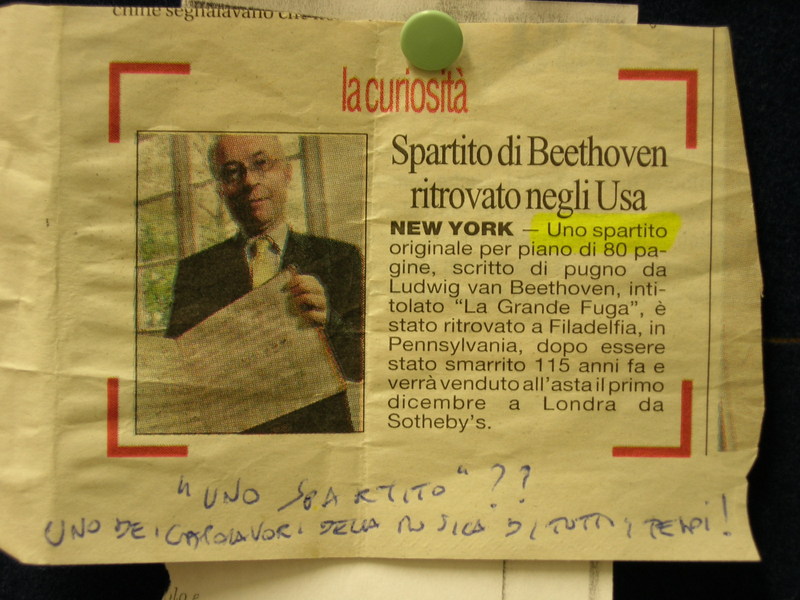 la curiosità
Spartito di Beethoven
ritrovato negli Usa
NEW YORK — Uno spartito
originale per piano di 80 pa-
gine, scritto di pugno da
Ludwig van Beethoven, inti-
tolato “La Grande Fuga”, è
stato ritrovato a Filadelfia, in
Pennsylvania, dopo essere
stato smarrito 115 anni fa e
verrà venduto all'asta il primo
dicembre a Londra da
Sotheby's.
"UNO SPARTITO"??
UNO DEI CAPOLAVORI DELLA MUSICA DI TUTTI I TEMPI!